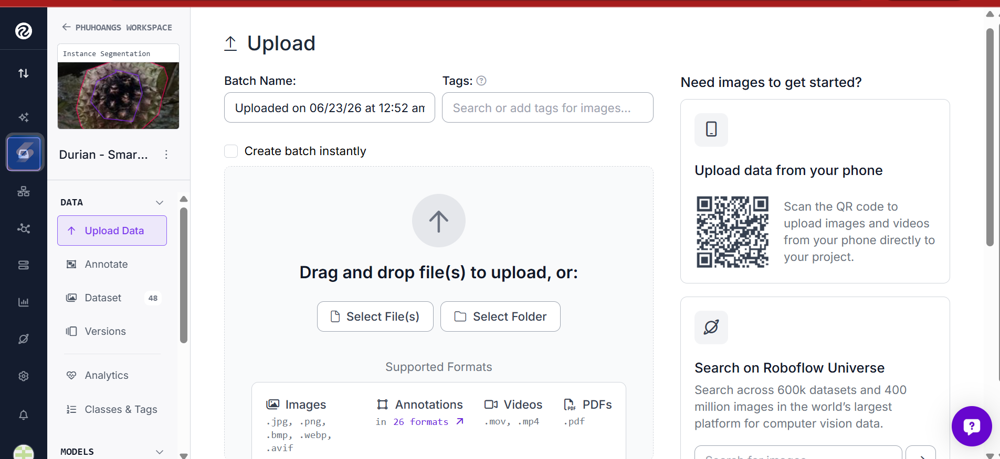 PHUHOANGS WORKSPACE
Instance Segmentation
Durian - Smar...
DATA
Upload Data
Annotate
Dataset 48
Versions
Analytics
Classes & Tags
MODELS
Upload
Batch Name:
Uploaded on 06/23/26 at 12:52 am
Tags:
Search or add tags for images...
Create batch instantly
Drag and drop file(s) to upload, or:
Select File(s)
Select Folder
Supported Formats
Images
.jpg, .png,
.bmp, .webp,
.avif
Annotations
in 26 formats
Videos
.mov, .mp4
PDFs
.pdf
Need images to get started?
Upload data from your phone
Scan the QR code to
upload images and videos
from your phone directly to
your project.
Search on Roboflow Universe
Search across 600k datasets and 400
million images in the world’s largest
platform for computer vision data.
Search for images